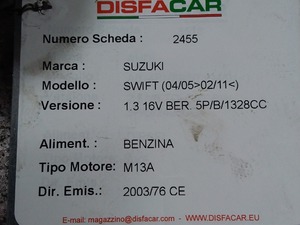 DISFACAR
Numero Scheda : 2455
Marca : SUZUKI
Modello : SWIFT (04/05>02/11<)
Versione : 1.3 16V BER. 5P/B/1328CC
Aliment. : BENZINA
Tipo Motore: M13A
Dir. Emis.: 2003/76 CE
E-mail: magazzino@disfacar.com - WWW.DISFACAR.EU